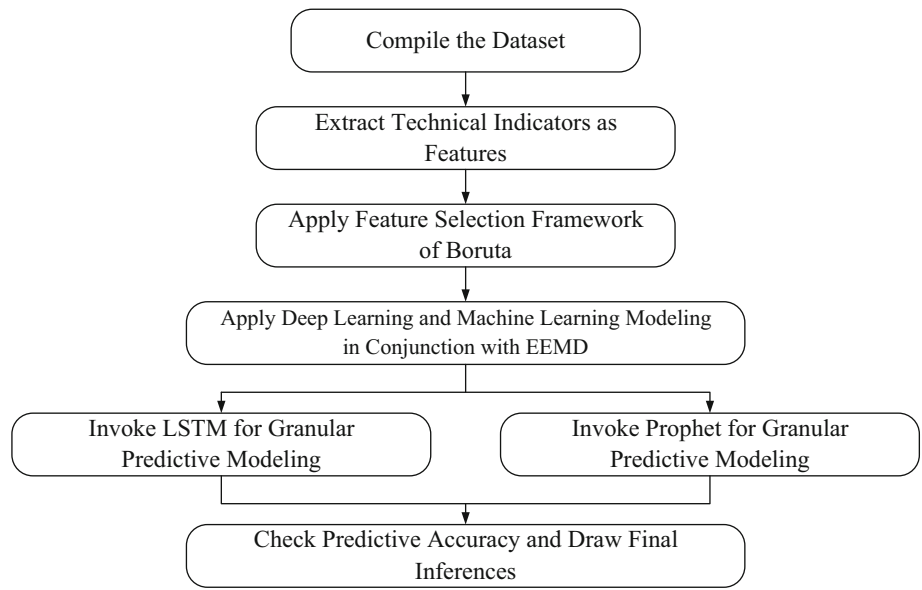 Compile the Dataset
Extract Technical Indicators as
Features
Apply Feature Selection Framework
of Boruta
Apply Deep Learning and Machine Learning Modeling
in Conjunction with EEMD
Invoke LSTM for Granular
Predictive Modeling
Invoke Prophet for Granular
Predictive Modeling
Check Predictive Accuracy and Draw Final
Inferences